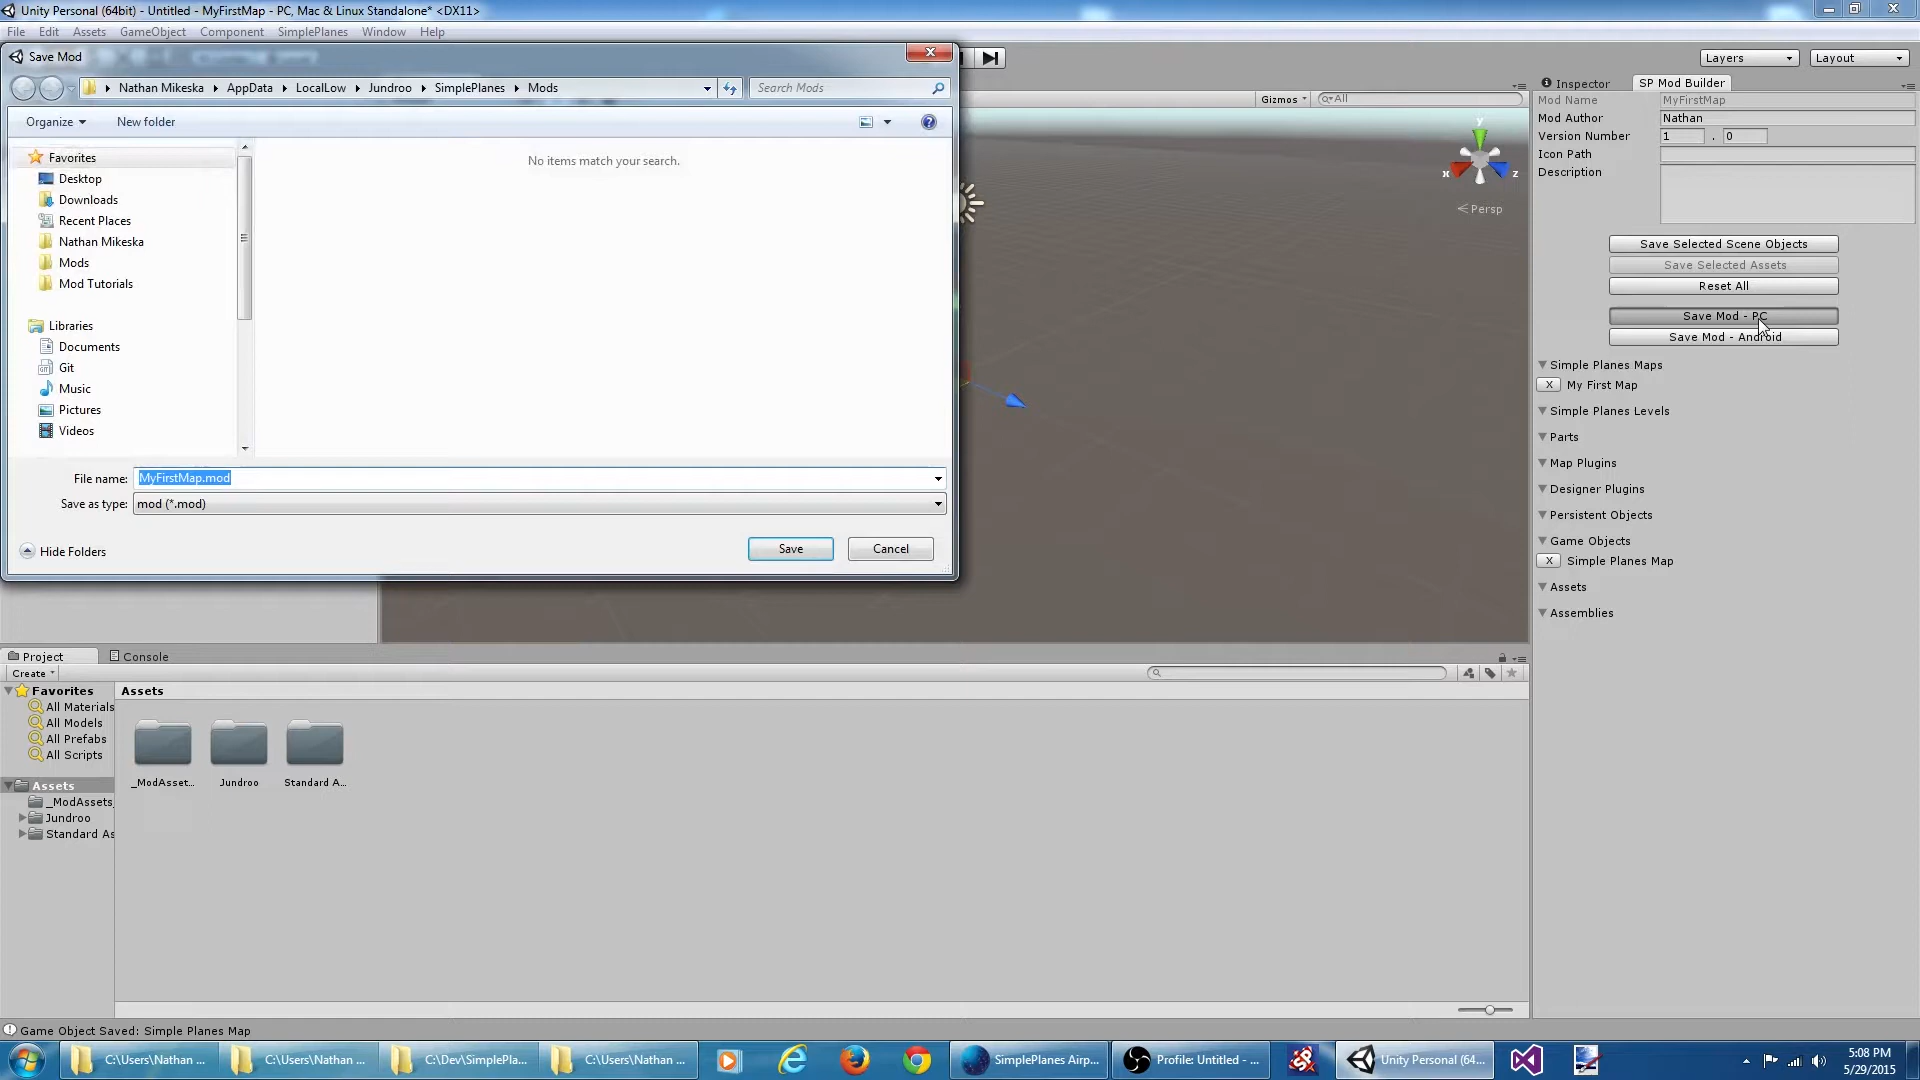 Unity Personal (64bit) - Untitled - MyFirstMap - PC, Mac & Linux Standalone* <DX11>
File Edit Assets GameObject Component SimplePlanes Window Help
Save Mod
Layers
Layout
Nathan Mikeska AppData LocalLow Jundroo SimplePlanes Mods
Search Mods
Organize New folder
Favorites
Desktop
Downloads
Recent Places
Nathan Mikeska
Mods
Mod Tutorials
Libraries
Documents
Git
Music
Pictures
Videos
No items match your search.
File name: MyFirstMap.mod
Save as type: mod (*.mod)
Hide Folders
Save Cancel
Gizmos
All
y
x z
Persp
Inspector SP Mod Builder
Mod Name MyFirstMap
Mod Author Nathan
Version Number 1 . 0
Icon Path
Description
Save Selected Scene Objects
Save Selected Assets
Reset All
Save Mod - PC
Save Mod - Android
Simple Planes Maps
X My First Map
Simple Planes Levels
Parts
Map Plugins
Designer Plugins
Persistent Objects
Game Objects
X Simple Planes Map
Assets
Assemblies
Project Console
Create
Favorites
All Materials
All Models
All Prefabs
All Scripts
Assets
_ModAssets_
Jundroo
Standard As
Assets
_ModAsset... Jundroo Standard A...
Game Object Saved: Simple Planes Map
C:\Users\Nathan ... C:\Users\Nathan ... C:\Dev\SimplePla... C:\Users\Nathan ... SimplePlanes Airp... Profile: Untitled - ... Unity Personal (64...
5:08 PM
5/29/2015